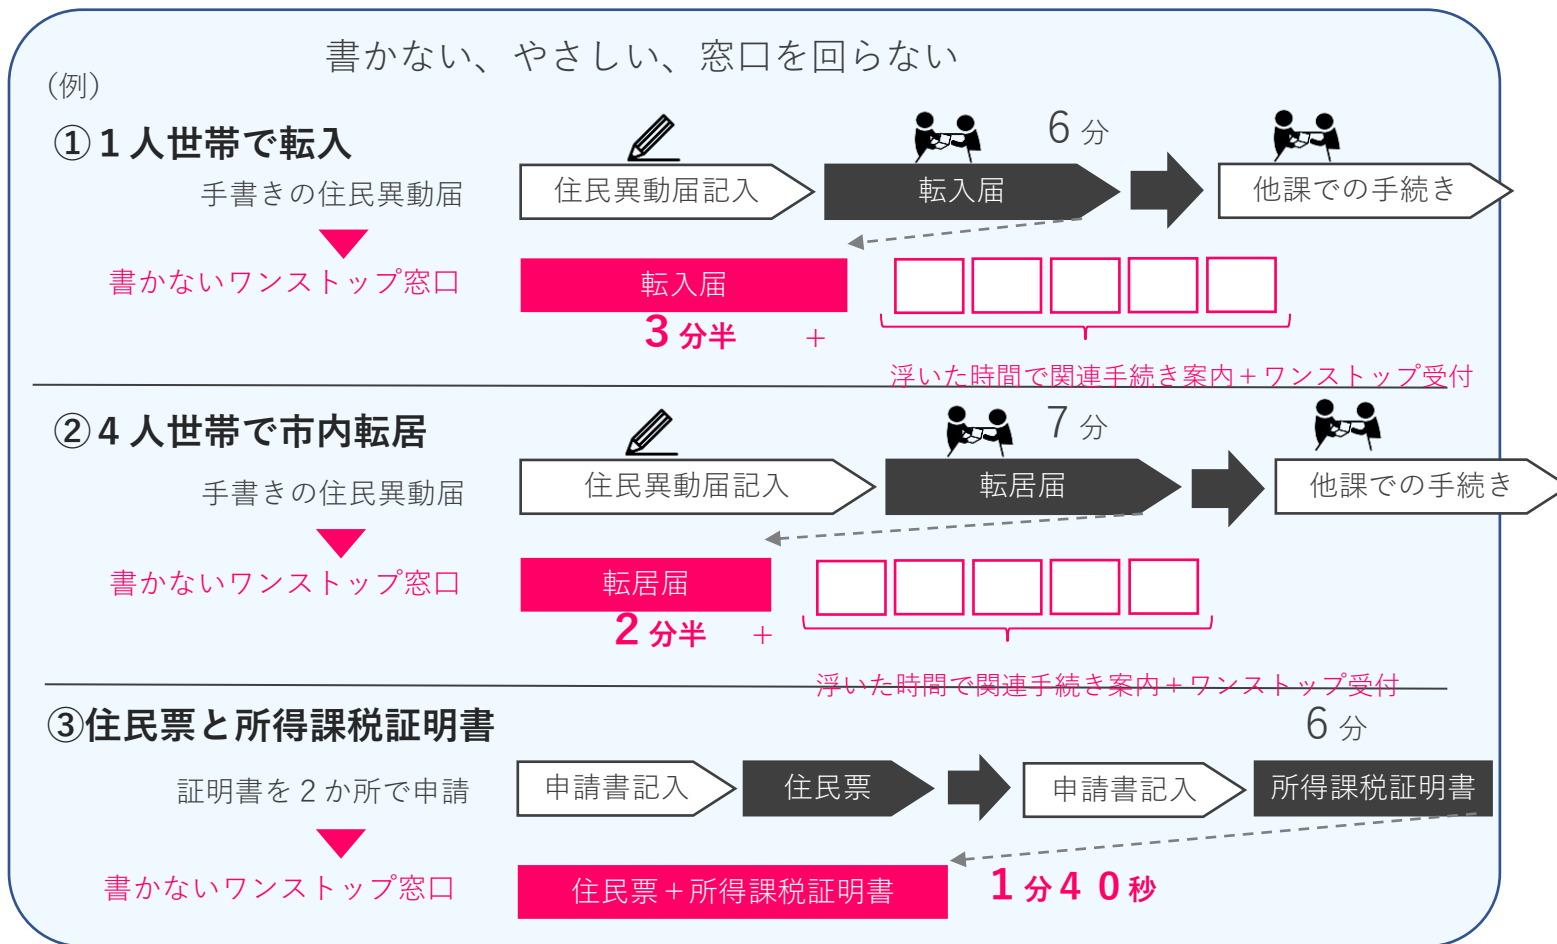 書かない、やさしい、窓口を回らない
(例)
①１人世帯で転入
6 分
手書きの住民異動届
住民異動届記入
転入届
他課での手続き
書かないワンストップ窓口
転入届
3 分半
+
浮いた時間で関連手続き案内＋ワンストップ受付
②４人世帯で市内転居
7 分
手書きの住民異動届
住民異動届記入
転居届
他課での手続き
書かないワンストップ窓口
転居届
2 分半
+
浮いた時間で関連手続き案内＋ワンストップ受付
③住民票と所得課税証明書
6 分
証明書を２か所で申請
申請書記入
住民票
申請書記入
所得課税証明書
書かないワンストップ窓口
住民票＋所得課税証明書
1 分４０秒